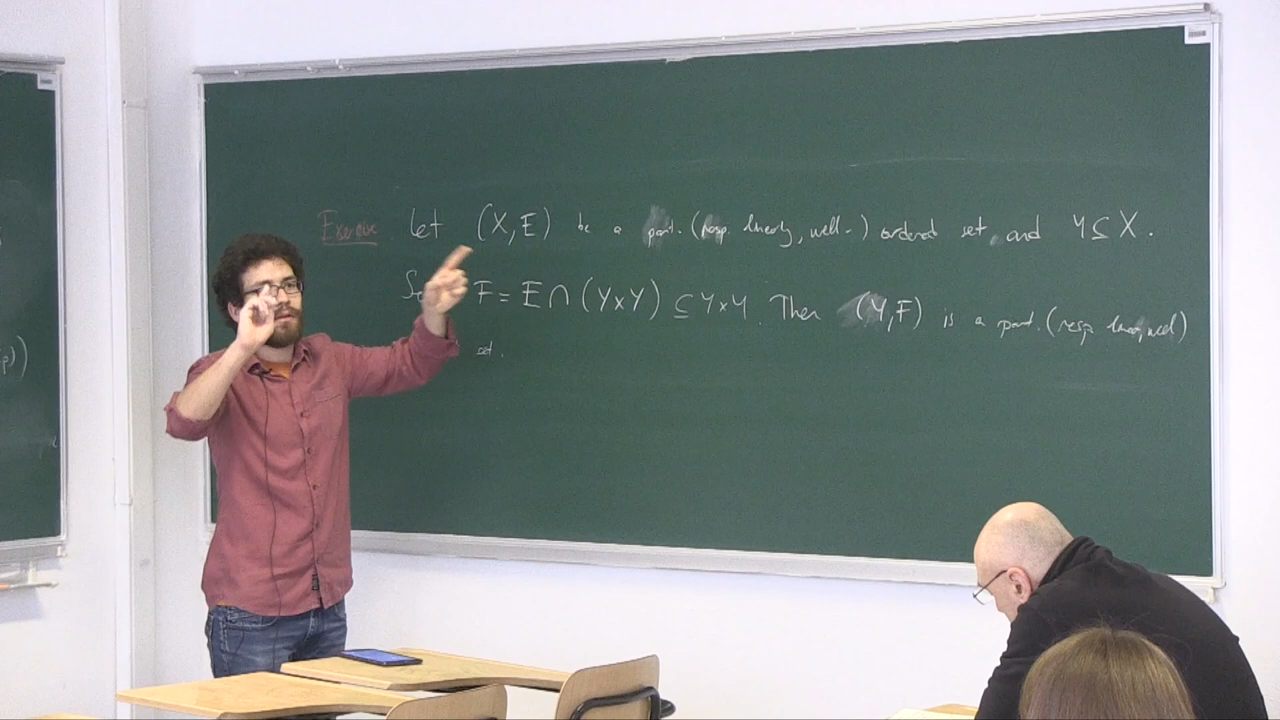 Exercise Let (X,E) be a part. (resp. linearly, well-) ordered set, and Y ⊆ X.
F = E ∩ (Y×Y) ⊆ Y×Y. Then (Y,F) is a part. (resp linear, well)
set.
p))